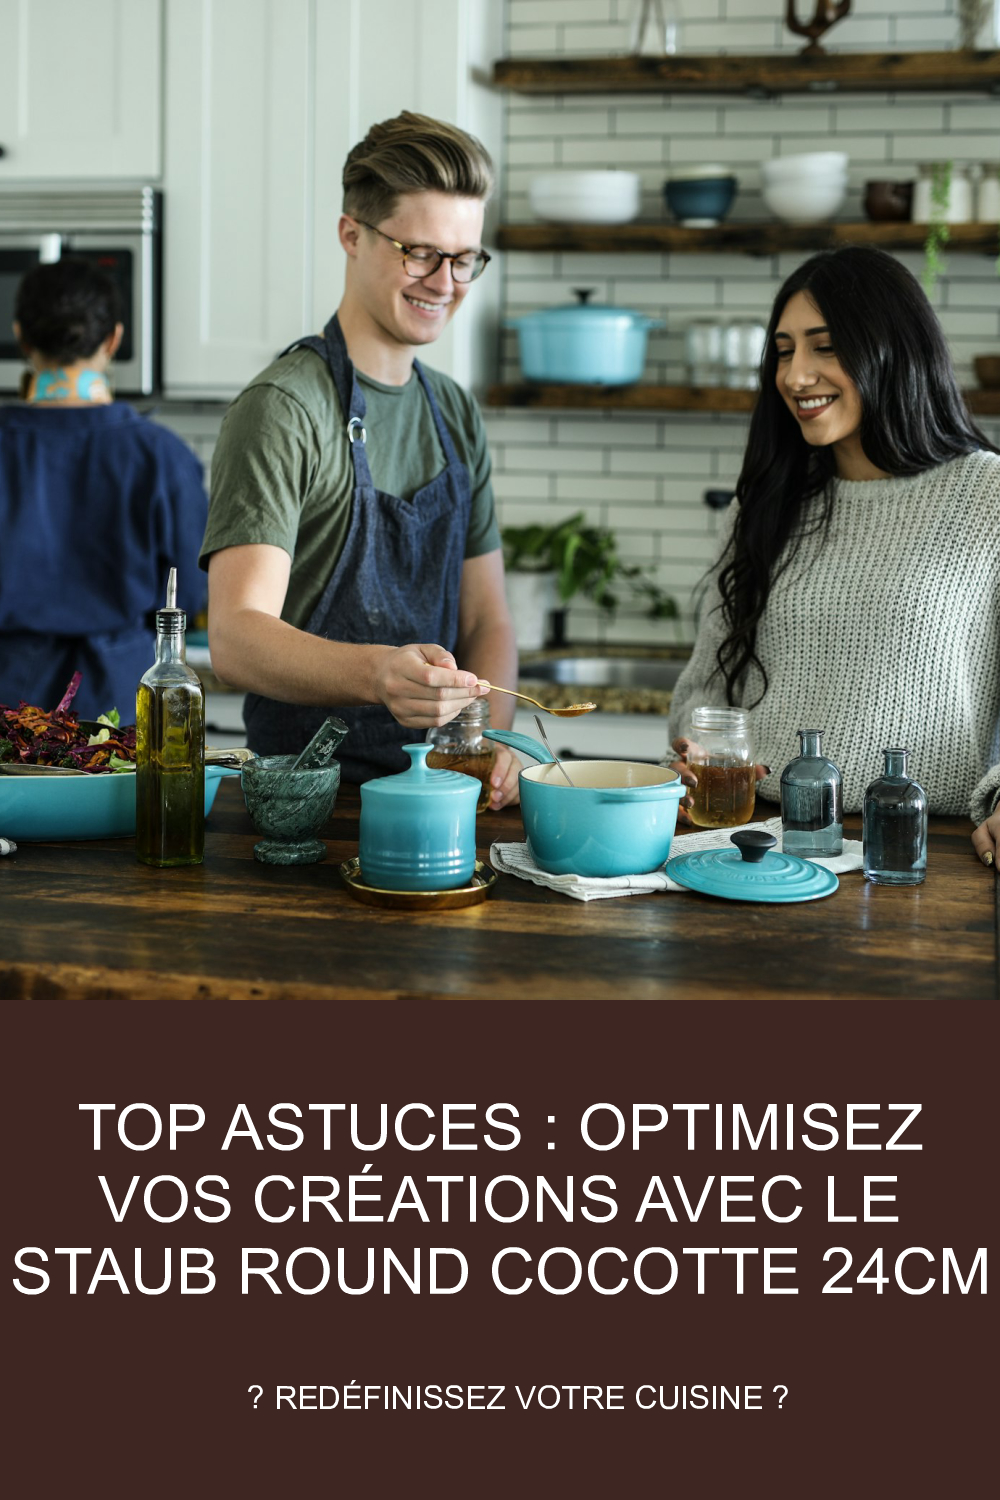 TOP ASTUCES : OPTIMISEZ
VOS CRÉATIONS AVEC LE
STAUB ROUND COCOTTE 24CM
? REDÉFINISSEZ VOTRE CUISINE ?